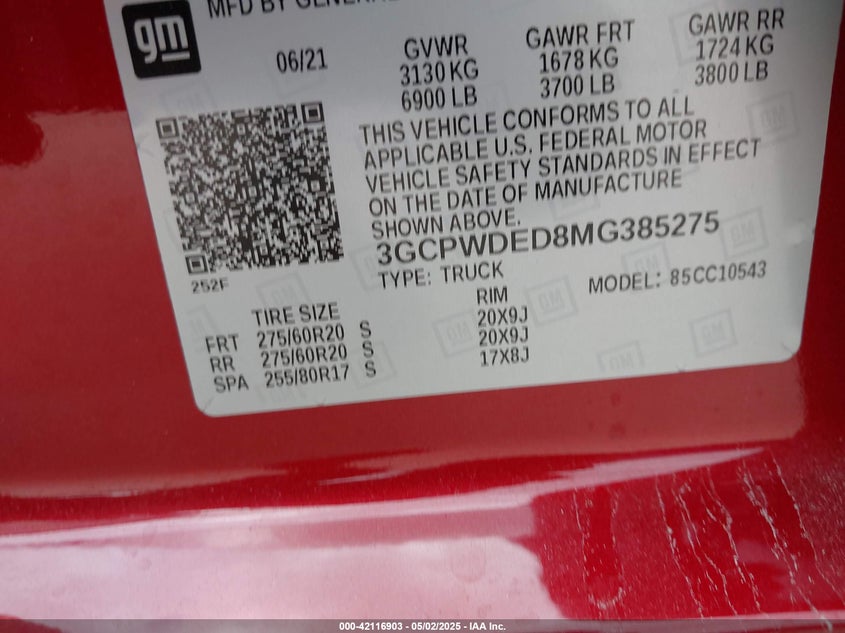 MFD BY GENERAL
gm
06/21
GVWR
3130 KG
6900 LB
GAWR FRT
1678 KG
3700 LB
GAWR RR
1724 KG
3800 LB
THIS VEHICLE CONFORMS TO ALL
APPLICABLE U.S. FEDERAL MOTOR
VEHICLE SAFETY STANDARDS IN EFFECT
ON THE DATE OF MANUFACTURE
SHOWN ABOVE.
3GCPWDED8MG385275
TYPE: TRUCK
MODEL: 85CC10543
252F
TIRE SIZE RIM
FRT 275/60R20 S 20X9J
RR 275/60R20 S 20X9J
SPA 255/80R17 S 17X8J
000-42116903 - 05/02/2025 - IAA Inc.